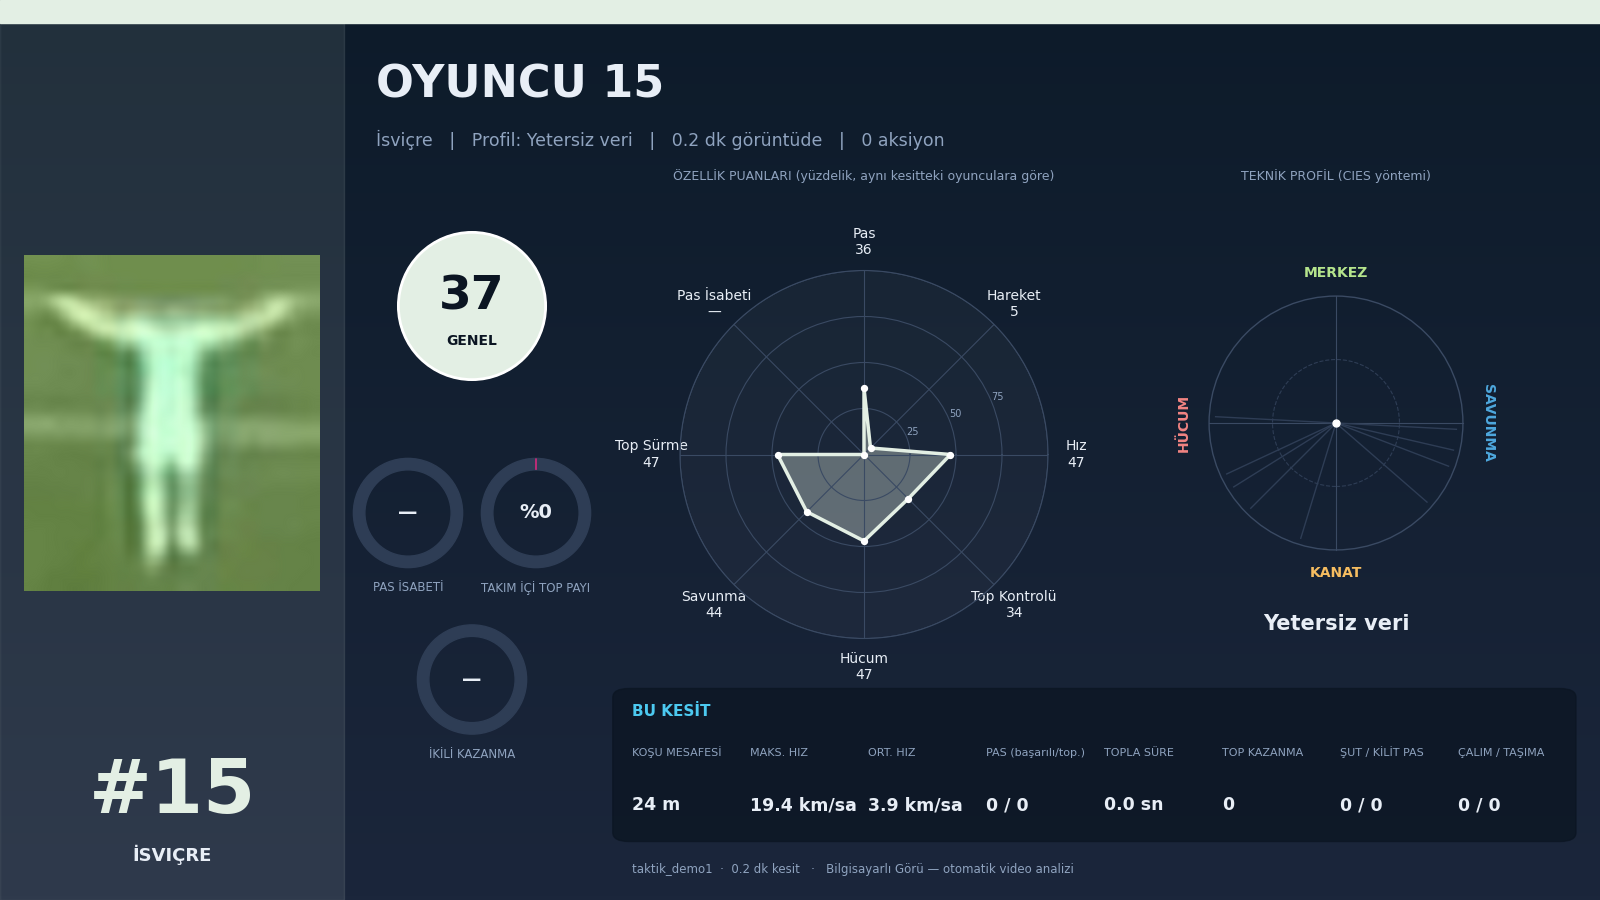 OYUNCU 15
İsviçre | Profil: Yetersiz veri | 0.2 dk görüntüde | 0 aksiyon
ÖZELLİK PUANLARI (yüzdelik, aynı kesitteki oyunculara göre)
TEKNİK PROFİL (CIES yöntemi)
37
GENEL
—
PAS İSABETİ
%0
TAKIM İÇİ TOP PAYI
—
İKİLİ KAZANMA
Pas
36
Hareket
5
Hız
47
Top Kontrolü
34
Hücum
47
Savunma
44
Top Sürme
47
Pas İsabeti
—
25
50
75
MERKEZ
HÜCUM
SAVUNMA
KANAT
Yetersiz veri
#15
İSVİÇRE
BU KESİT
KOŞU MESAFESİ MAKS. HIZ ORT. HIZ PAS (başarılı/top.) TOPLA SÜRE TOP KAZANMA ŞUT / KİLİT PAS ÇALIM / TAŞIMA
24 m 19.4 km/sa 3.9 km/sa 0 / 0 0.0 sn 0 0 / 0 0 / 0
taktik_demo1 · 0.2 dk kesit · Bilgisayarlı Görü — otomatik video analizi